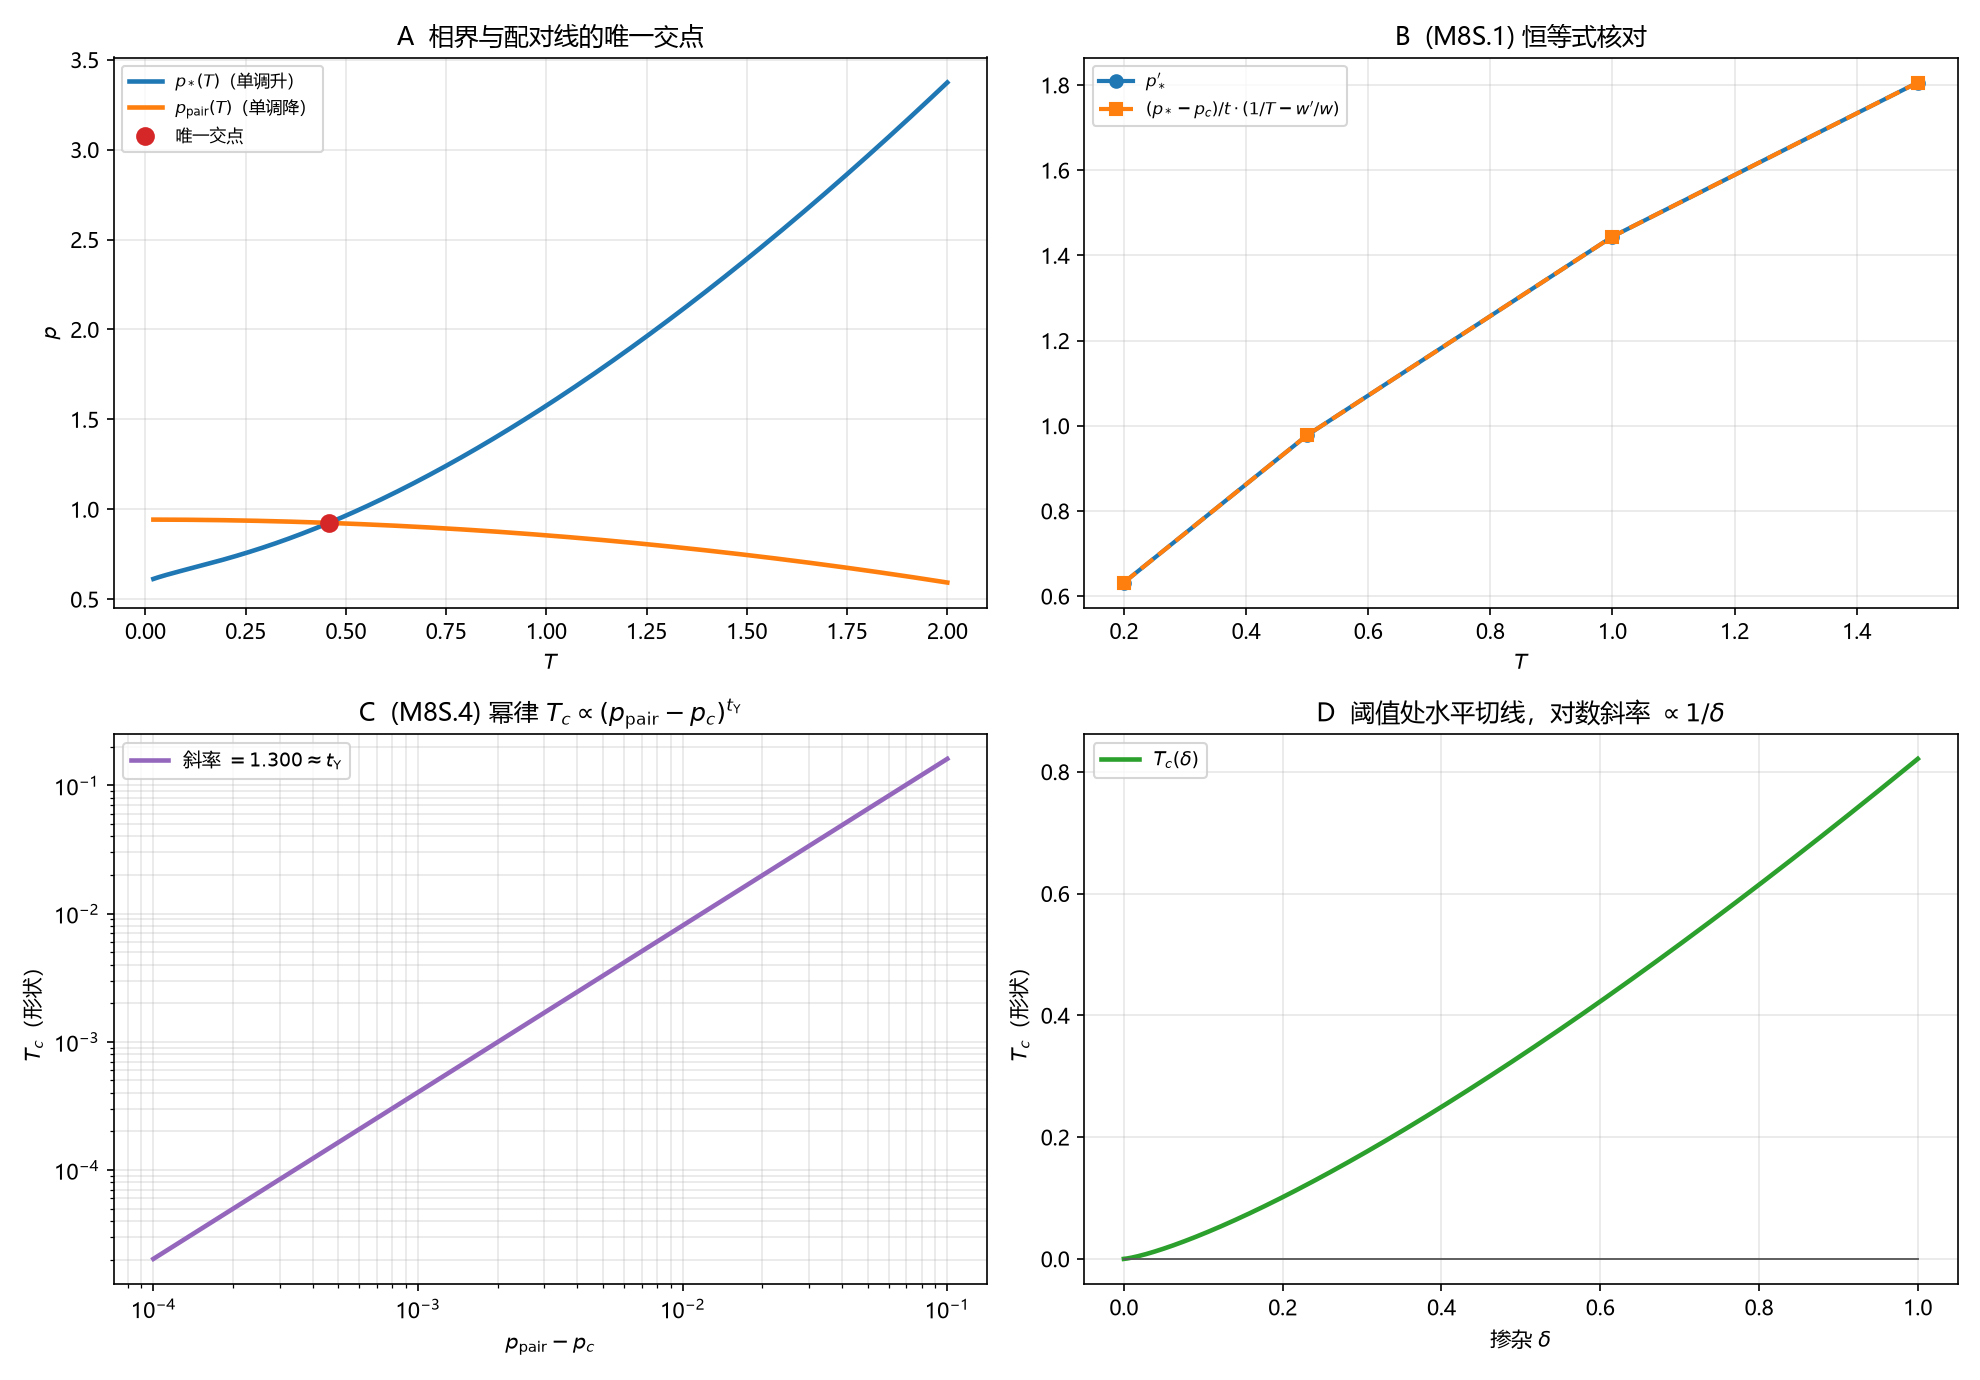 A 相界与配对线的唯一交点
p∗(T)（单调升）
p_pair(T)（单调降）
唯一交点
3.5
3.0
2.5
2.0
1.5
1.0
0.5
p
0.00 0.25 0.50 0.75 1.00 1.25 1.50 1.75 2.00
T
B (M8S.1) 恒等式核对
p′∗
(p∗ − p_c)/t · (1/T − w′/w)
1.8
1.6
1.4
1.2
1.0
0.8
0.6
0.2 0.4 0.6 0.8 1.0 1.2 1.4
T
C (M8S.4) 幂律 T_c ∝ (p_pair − p_c)^{t_Y}
斜率 = 1.300 ≈ t_Y
10⁻¹
10⁻²
10⁻³
10⁻⁴
T_c（形状）
10⁻⁴ 10⁻³ 10⁻² 10⁻¹
p_pair − p_c
D 阈值处水平切线，对数斜率 ∝ 1/δ
T_c(δ)
0.8
0.6
0.4
0.2
0.0
T_c（形状）
0.0 0.2 0.4 0.6 0.8 1.0
掺杂 δ